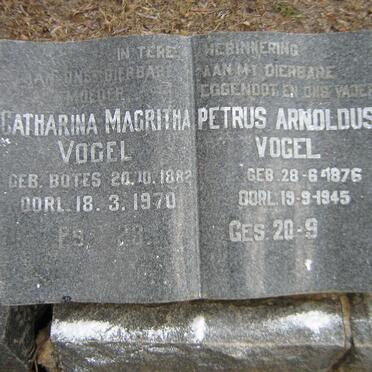 IN TERE
AAN ONS DIERBARE
MOEDER
CATHARINA MAGRITHA
VOGEL
GEB. BOTES 20.10.1882
OORL. 18.3.1970
PS. 23.
HERINNERING
AAN MY DIERBARE
EGGENOOT EN ONS VADER
PETRUS ARNOLDUS
VOGEL
GEB. 28-6-1876
OORL. 19-9-1945
GES. 20-9